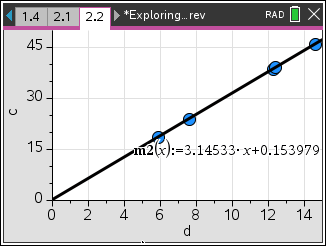 1.4 2.1 2.2 *Exploring...rev RAD
45
30
c
m2(x):=3.14533·x+0.153979
15
0
0 2 4 6 8 10 12 14
d